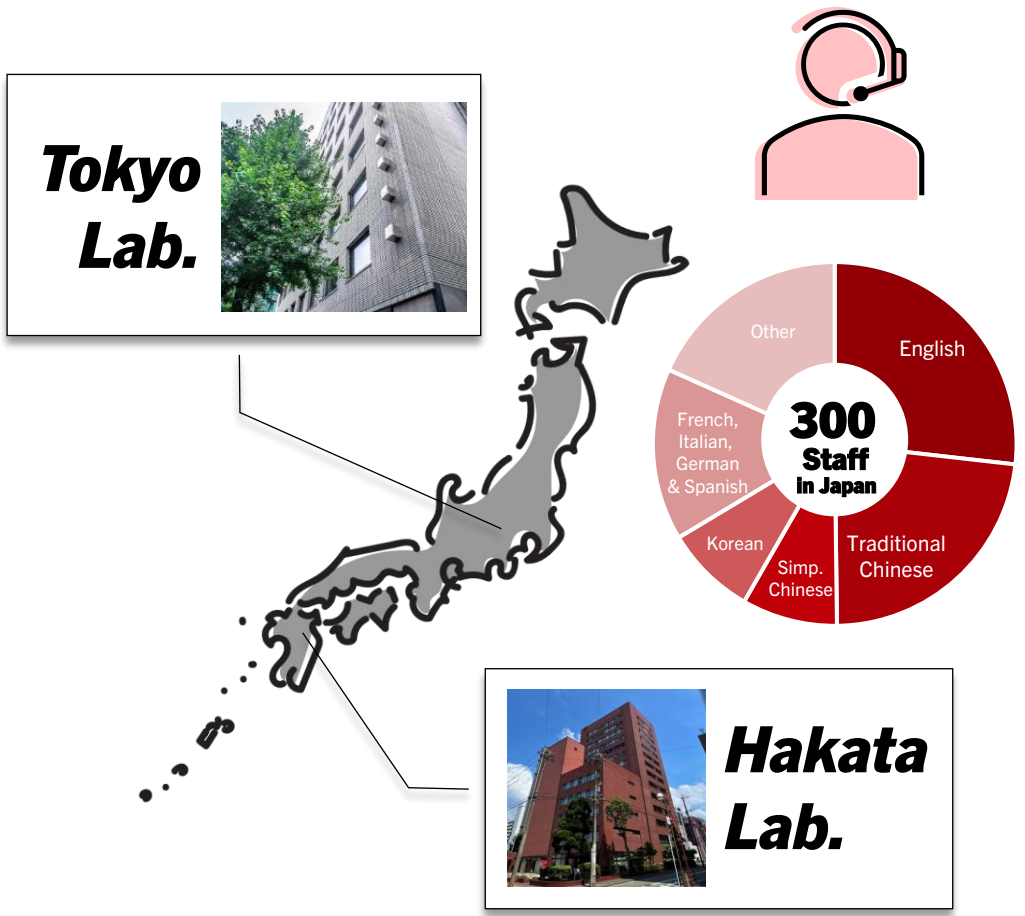 Tokyo
Lab.
Other
English
French,
Italian,
German
& Spanish
300
Staff
in Japan
Korean
Traditional
Chinese
Simp.
Chinese
Hakata
Lab.